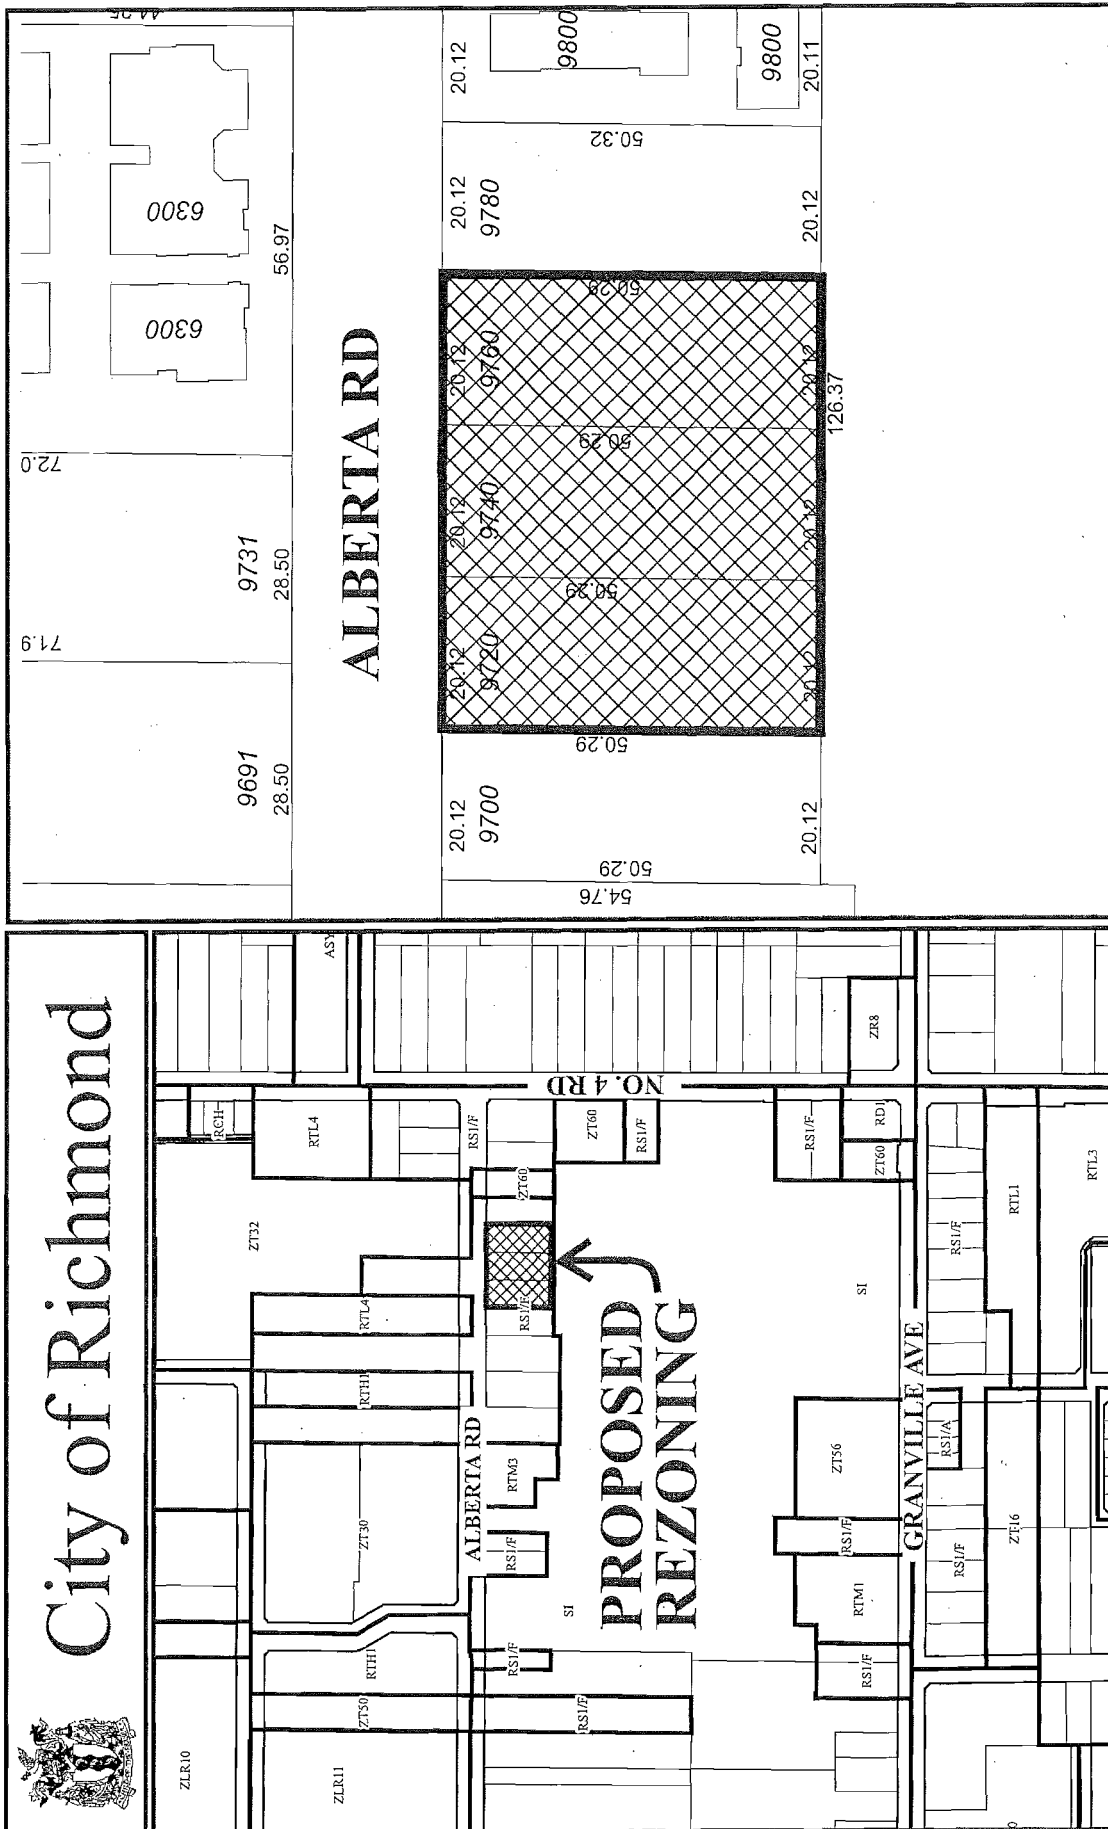 City of Richmond
ASY
RCH
RTL4
ZT32
RS1/F
ZT60
RS1/F
ZT60
RS1/F
RD1
ZT60
ZR8
NO. 4 RD
RTL4
RTH1
ZT30
RTH1
ZT50
ZLR10
ZLR11
ALBERTA RD
RS1/F
RTM3
RS1/F
RS1/F
RS1/F
SI
SI
PROPOSED
REZONING
ZT56
RS1/F
RTM1
RS1/F
GRANVILLE AVE
RS1/F
RS1/A
RS1/F
RTL1
RTL3
ZT16
44.25
6300
6300
56.97
72.0
9731
28.50
71.9
9691
28.50
ALBERTA RD
20.12
9700
20.12
50.29
54.76
50.29
20.12
9720
20.12
50.29
20.12
9740
20.12
50.29
20.12
9760
20.12
50.29
126.37
20.12
9780
20.12
50.32
20.12
9800
9800
20.11